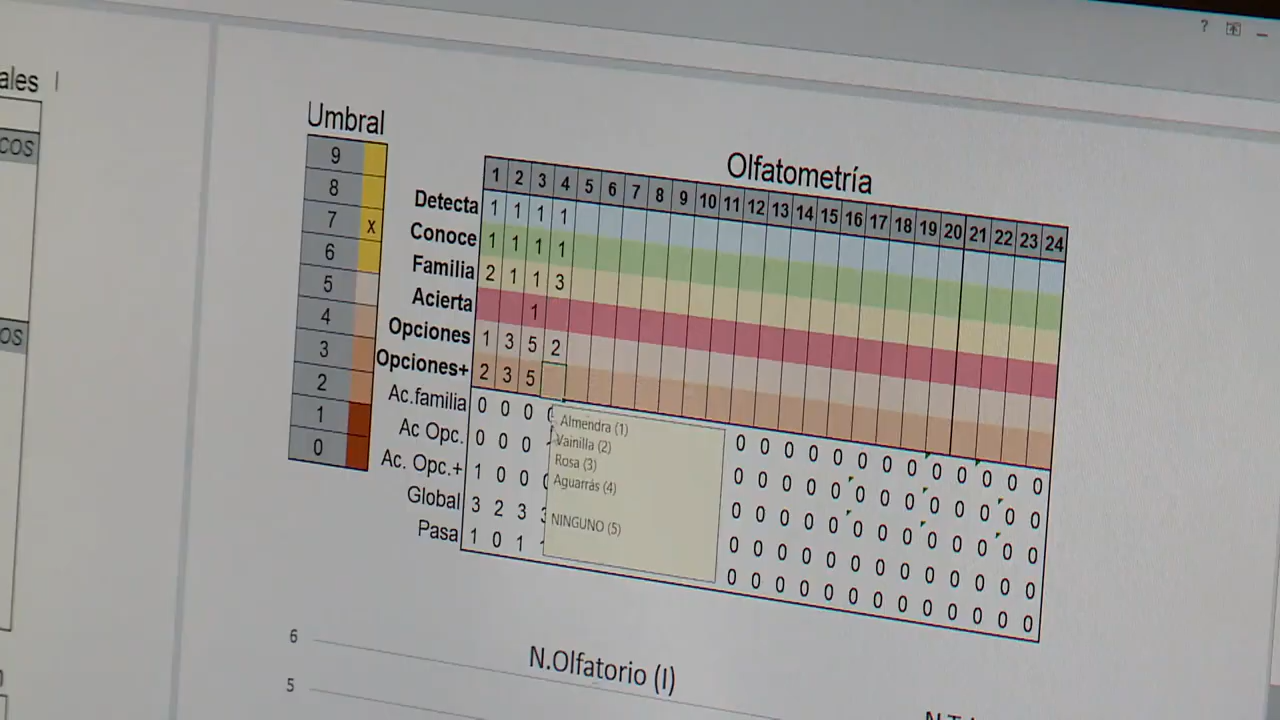 ales
COS
OS
Umbral
9
8
7 x
6
5
4
3
2
1
0
Olfatometría
1 2 3 4 5 6 7 8 9 10 11 12 13 14 15 16 17 18 19 20 21 22 23 24
Detecta 1 1 1 1
Conoce 1 1 1 1
Familia 2 1 1 3
Acierta 1
Opciones 1 3 5 2
Opciones+ 2 3 5
Ac.familia 0 0 0 0 0 0 0 0 0 0 0 0 0 0 0 0
Ac Opc. 0 0 0 0 0 0 0 0 0 0 0 0 0 0 0 0
Ac. Opc.+ 1 0 0 0 0 0 0 0 0 0 0 0 0 0 0 0
Global 3 2 3 0 0 0 0 0 0 0 0 0 0 0 0 0
Pasa 1 0 1 0 0 0 0 0 0 0 0 0 0 0 0 0
Almendra (1)
Vainilla (2)
Rosa (3)
Aguarrás (4)
NINGUNO (5)
N.Olfatorio (I)
6
5